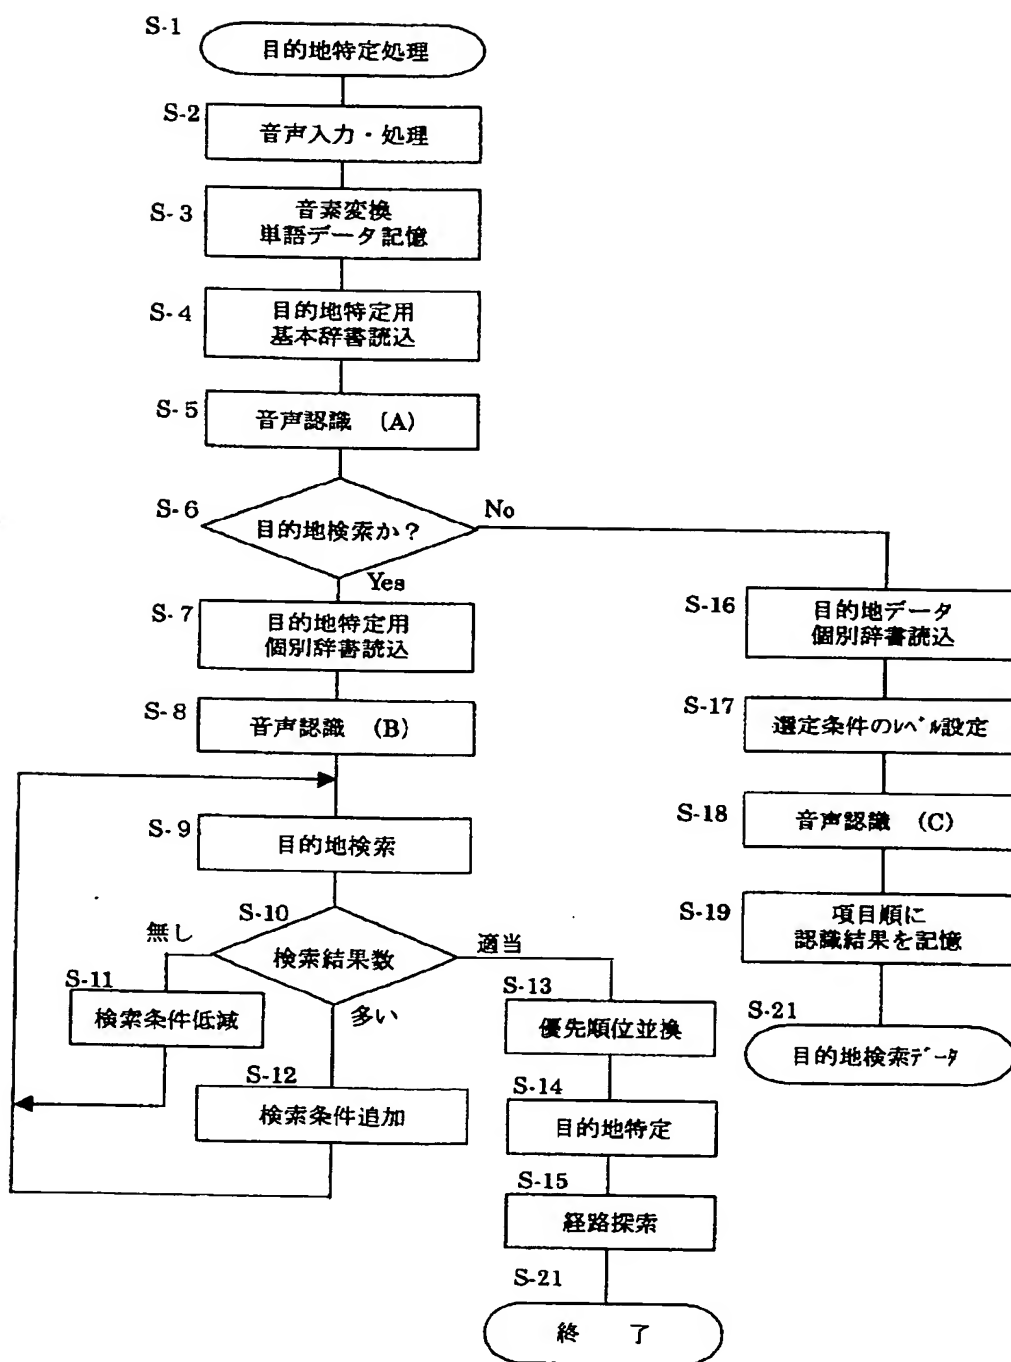 S-1
目的地特定処理
S-2
音声入力・処理
S-3
音素変換
単語データ記憶
S-4
目的地特定用
基本辞書読込
S-5
音声認識 (A)
S-6
目的地検索か?
No
Yes
S-7
目的地特定用
個別辞書読込
S-8
音声認識 (B)
S-9
目的地検索
S-10
検索結果数
無し
適当
多い
S-11
検索条件低減
S-12
検索条件追加
S-13
優先順位並換
S-14
目的地特定
S-15
経路探索
S-21
終 了
S-16
目的地データ
個別辞書読込
S-17
選定条件のレベル設定
S-18
音声認識 (C)
S-19
項目順に
認識結果を記憶
S-21
目的地検索データ